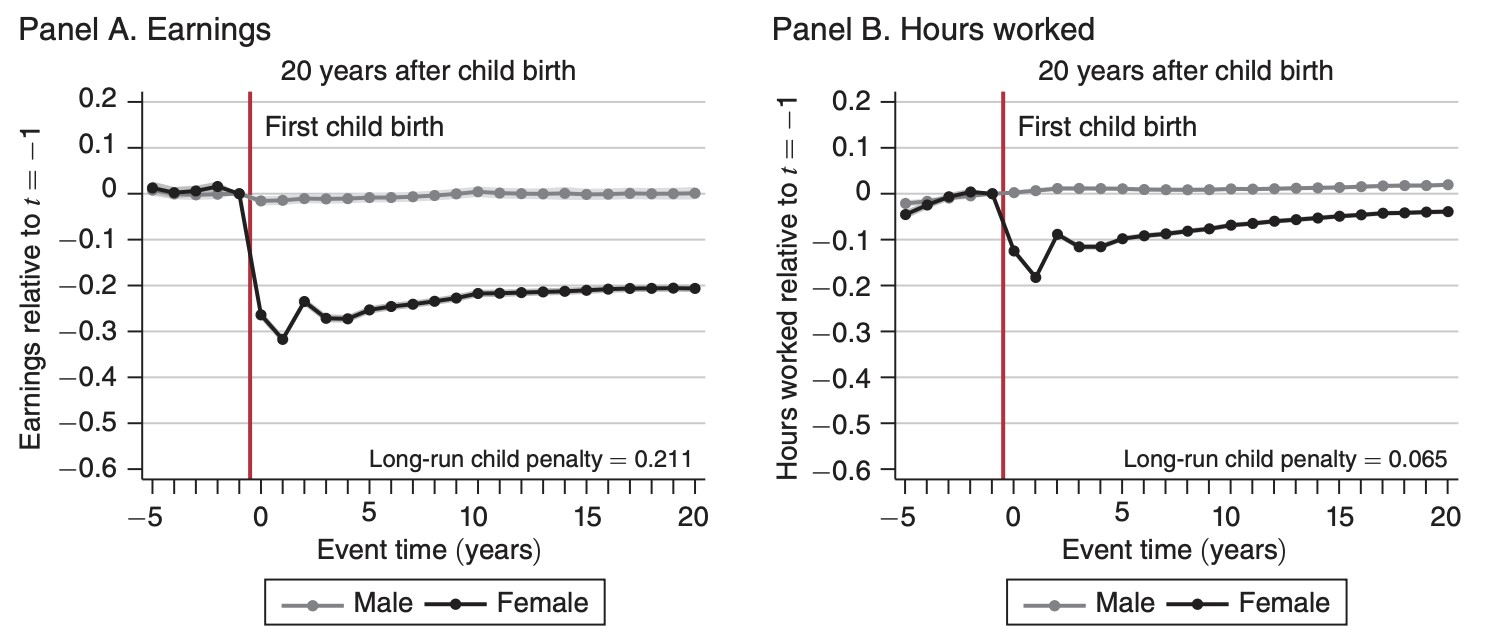 Panel A. Earnings
20 years after child birth
Earnings relative to t = −1
0.2
0.1
0
−0.1
−0.2
−0.3
−0.4
−0.5
−0.6
First child birth
Long-run child penalty = 0.211
−5 0 5 10 15 20
Event time (years)
Male Female
Panel B. Hours worked
20 years after child birth
Hours worked relative to t = −1
0.2
0.1
0
−0.1
−0.2
−0.3
−0.4
−0.5
−0.6
First child birth
Long-run child penalty = 0.065
−5 0 5 10 15 20
Event time (years)
Male Female